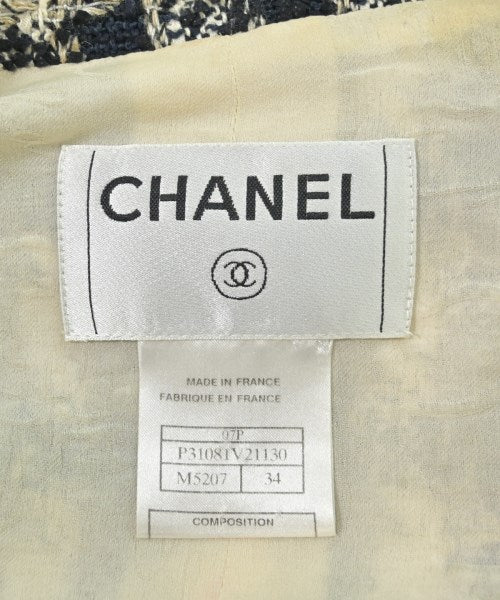 CHANEL
MADE IN FRANCE
FABRIQUE EN FRANCE
07P
P31081V21130
M5207 34
COMPOSITION